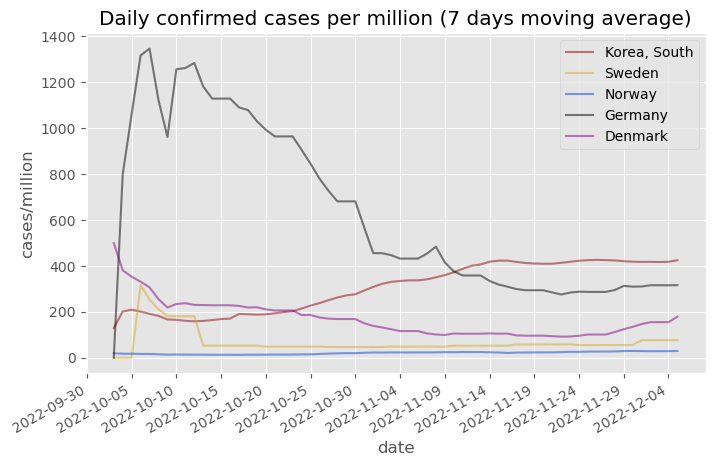 Daily confirmed cases per million (7 days moving average)
Korea, South
Sweden
Norway
Germany
Denmark
cases/million
1400
1200
1000
800
600
400
200
0
2022-09-30
2022-10-05
2022-10-10
2022-10-15
2022-10-20
2022-10-25
2022-10-30
2022-11-04
2022-11-09
2022-11-14
2022-11-19
2022-11-24
2022-11-29
2022-12-04
date